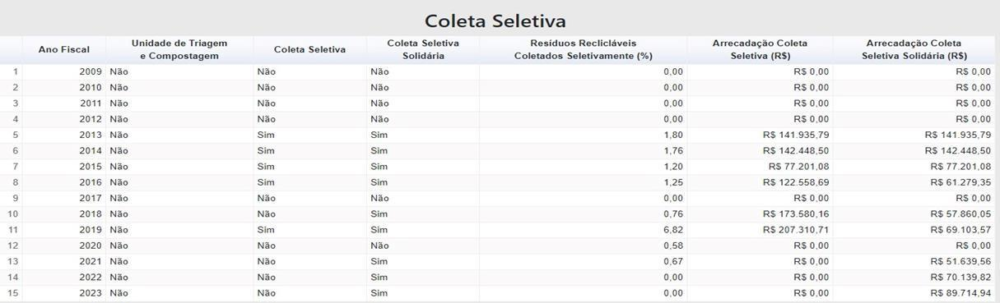 Coleta Seletiva
Ano Fiscal Unidade de Triagem e Compostagem Coleta Seletiva Coleta Seletiva Solidária Resíduos Reclicláveis Coletados Seletivamente (%) Arrecadação Coleta Seletiva (R$) Arrecadação Coleta Seletiva Solidária (R$)
1 2009 Não Não Não 0,00 R$ 0,00 R$ 0,00
2 2010 Não Não Não 0,00 R$ 0,00 R$ 0,00
3 2011 Não Não Não 0,00 R$ 0,00 R$ 0,00
4 2012 Não Não Não 0,00 R$ 0,00 R$ 0,00
5 2013 Não Sim Sim 1,80 R$ 141.935,79 R$ 141.935,79
6 2014 Não Sim Sim 1,76 R$ 142.448,50 R$ 142.448,50
7 2015 Não Sim Sim 1,20 R$ 77.201,08 R$ 77.201,08
8 2016 Não Sim Sim 1,25 R$ 122.558,69 R$ 61.279,35
9 2017 Não Não Não 0,00 R$ 0,00 R$ 0,00
10 2018 Não Não Sim 0,76 R$ 173.580,16 R$ 57.860,05
11 2019 Não Sim Sim 6,82 R$ 207.310,71 R$ 69.103,57
12 2020 Não Não Não 0,58 R$ 0,00 R$ 0,00
13 2021 Não Não Sim 0,67 R$ 0,00 R$ 51.639,56
14 2022 Não Não Sim 0,00 R$ 0,00 R$ 70.139,82
15 2023 Não Não Sim 0,00 R$ 0,00 R$ 89.714,94